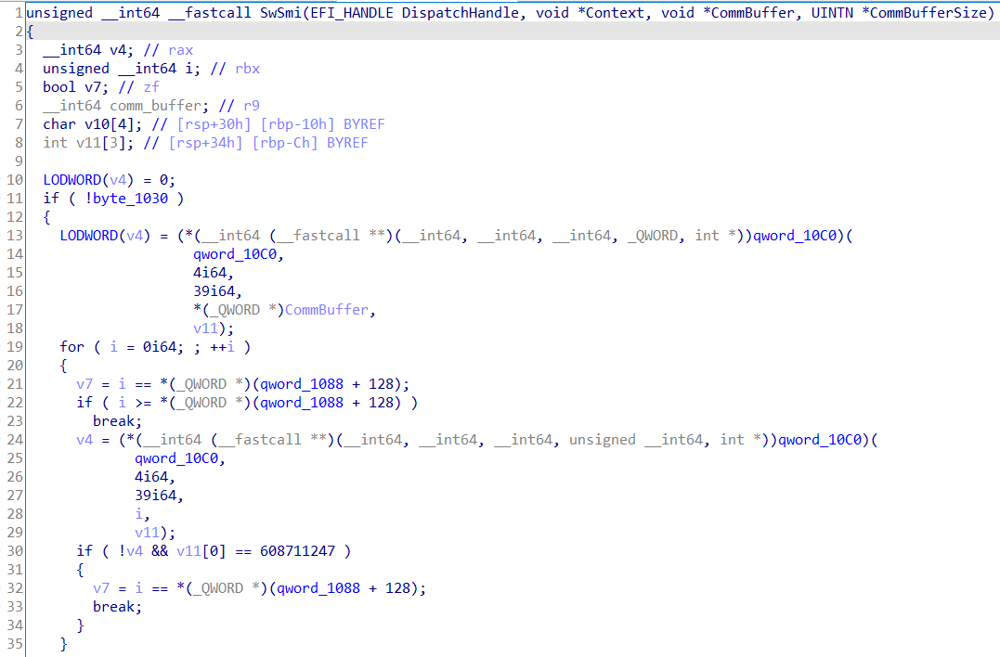 1 unsigned __int64 __fastcall SwSmi(EFI_HANDLE DispatchHandle, void *Context, void *CommBuffer, UINTN *CommBufferSize)
2 {
3   __int64 v4; // rax
4   unsigned __int64 i; // rbx
5   bool v7; // zf
6   __int64 comm_buffer; // r9
7   char v10[4]; // [rsp+30h] [rbp-10h] BYREF
8   int v11[3]; // [rsp+34h] [rbp-Ch] BYREF
9
10   LODWORD(v4) = 0;
11   if ( !byte_1030 )
12   {
13     LODWORD(v4) = (*(__int64 (__fastcall **)(__int64, __int64, __int64, _QWORD, int *))qword_10C0)(
14                     qword_10C0,
15                     4i64,
16                     39i64,
17                     *(_QWORD *)CommBuffer,
18                     v11);
19     for ( i = 0i64; ; ++i )
20     {
21       v7 = i == *(_QWORD *)(qword_1088 + 128);
22       if ( i >= *(_QWORD *)(qword_1088 + 128) )
23         break;
24       v4 = (*(__int64 (__fastcall **)(__int64, __int64, __int64, unsigned __int64, int *))qword_10C0)(
25              qword_10C0,
26              4i64,
27              39i64,
28              i,
29              v11);
30       if ( !v4 && v11[0] == 608711247 )
31       {
32         v7 = i == *(_QWORD *)(qword_1088 + 128);
33         break;
34       }
35     }